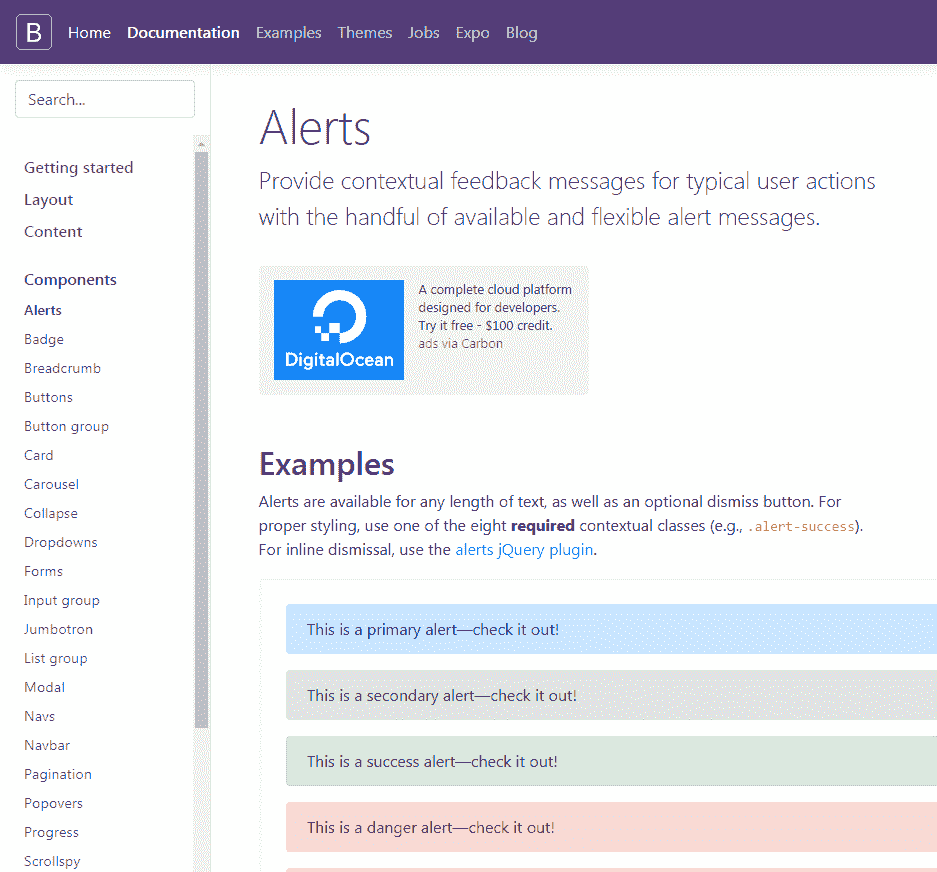 B Home Documentation Examples Themes Jobs Expo Blog
Search...
Getting started
Layout
Content
Components
Alerts
Badge
Breadcrumb
Buttons
Button group
Card
Carousel
Collapse
Dropdowns
Forms
Input group
Jumbotron
List group
Modal
Navs
Navbar
Pagination
Popovers
Progress
Scrollspy
Alerts
Provide contextual feedback messages for typical user actions
with the handful of available and flexible alert messages.
DigitalOcean
A complete cloud platform
designed for developers.
Try it free - $100 credit.
ads via Carbon
Examples
Alerts are available for any length of text, as well as an optional dismiss button. For
proper styling, use one of the eight required contextual classes (e.g., .alert-success).
For inline dismissal, use the alerts jQuery plugin.
This is a primary alert—check it out!
This is a secondary alert—check it out!
This is a success alert—check it out!
This is a danger alert—check it out!